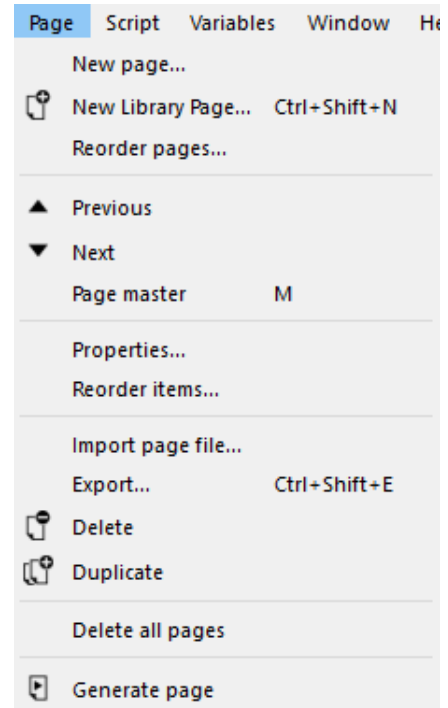 Page Script Variables Window He
New page...
New Library Page... Ctrl+Shift+N
Reorder pages...
Previous
Next
Page master M
Properties...
Reorder items...
Import page file...
Export... Ctrl+Shift+E
Delete
Duplicate
Delete all pages
Generate page